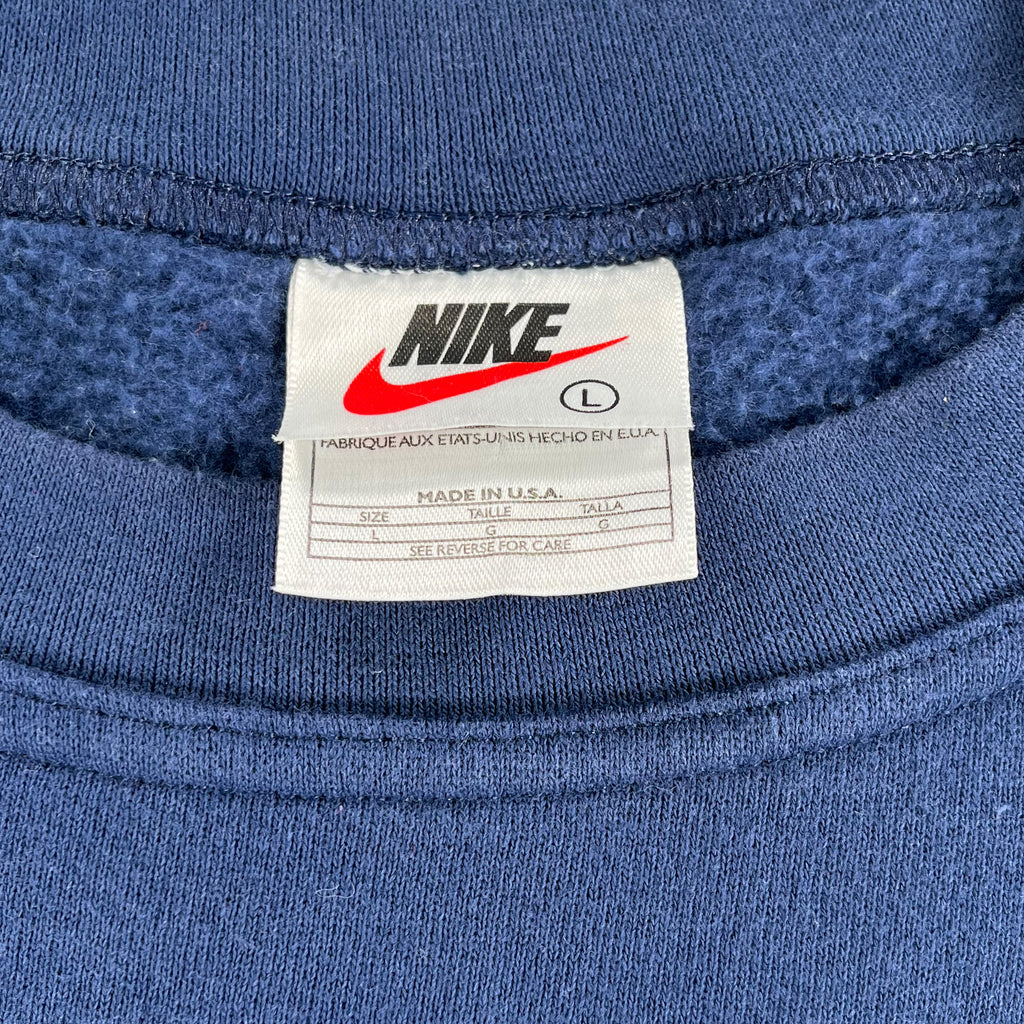 NIKE
L
FABRIQUE AUX ETATS-UNIS HECHO EN E.U.A.
MADE IN U.S.A.
SIZE TAILLE TALLA
L G G
SEE REVERSE FOR CARE